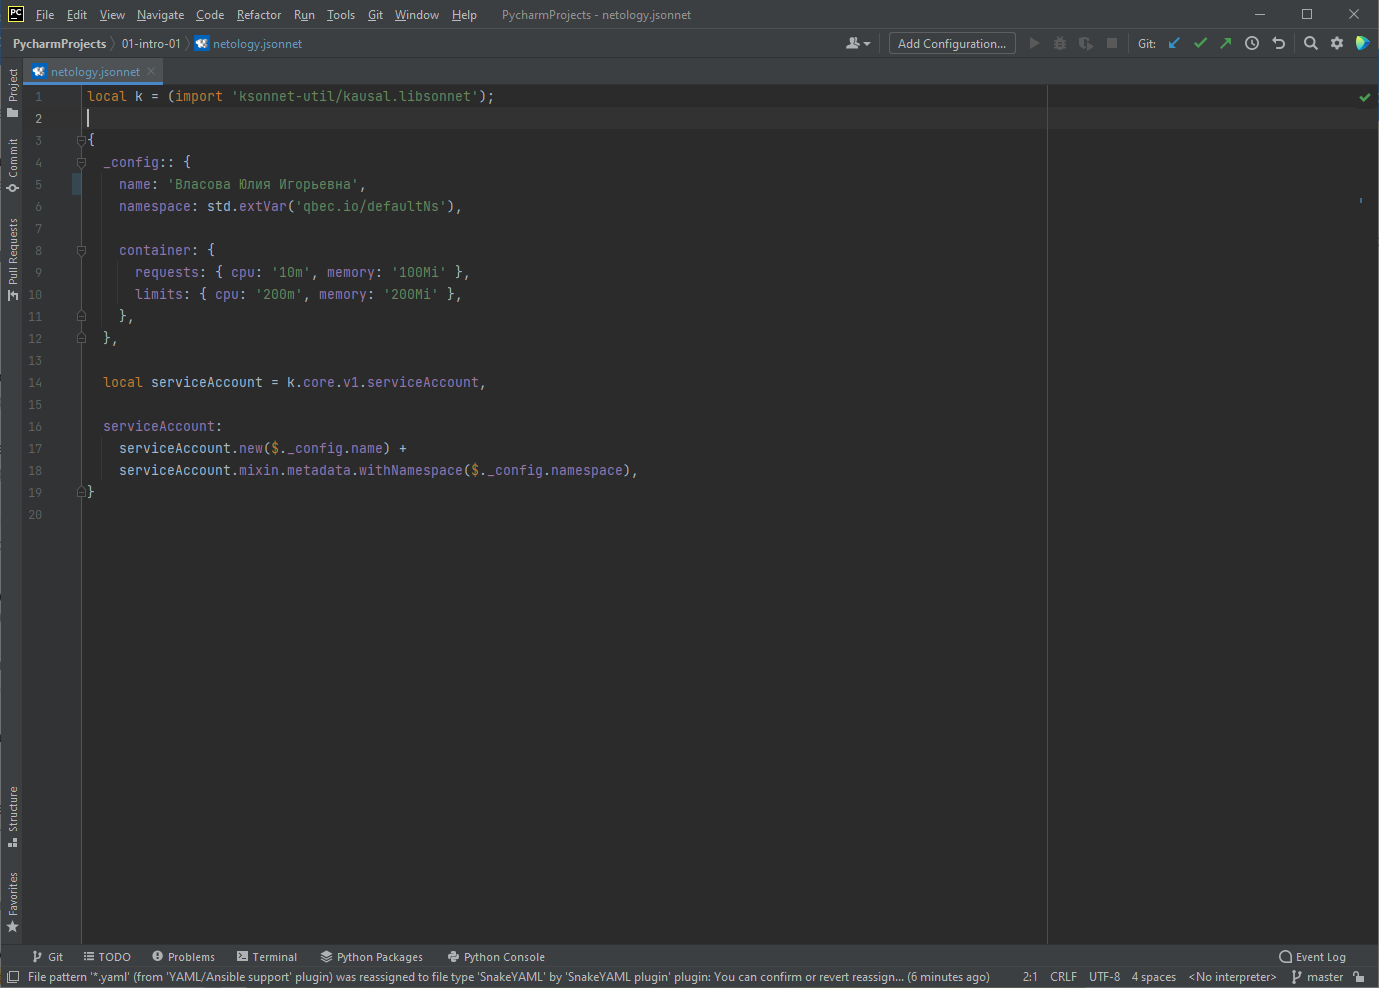 File Edit View Navigate Code Refactor Run Tools Git Window Help PycharmProjects - netology.jsonnet
PycharmProjects 01-intro-01 netology.jsonnet Add Configuration... Git:
netology.jsonnet
Project
Commit
Pull Requests
Structure
Favorites
1 local k = (import 'ksonnet-util/kausal.libsonnet');
2
3 {
4 _config:: {
5 name: 'Власова Юлия Игорьевна',
6 namespace: std.extVar('qbec.io/defaultNs'),
7
8 container: {
9 requests: { cpu: '10m', memory: '100Mi' },
10 limits: { cpu: '200m', memory: '200Mi' },
11 },
12 },
13
14 local serviceAccount = k.core.v1.serviceAccount,
15
16 serviceAccount:
17 serviceAccount.new($._config.name) +
18 serviceAccount.mixin.metadata.withNamespace($._config.namespace),
19 }
20
Git TODO Problems Terminal Python Packages Python Console Event Log
File pattern '*.yaml' (from 'YAML/Ansible support' plugin) was reassigned to file type 'SnakeYAML' by 'SnakeYAML plugin' plugin: You can confirm or revert reassign... (6 minutes ago) 2:1 CRLF UTF-8 4 spaces <No interpreter> master